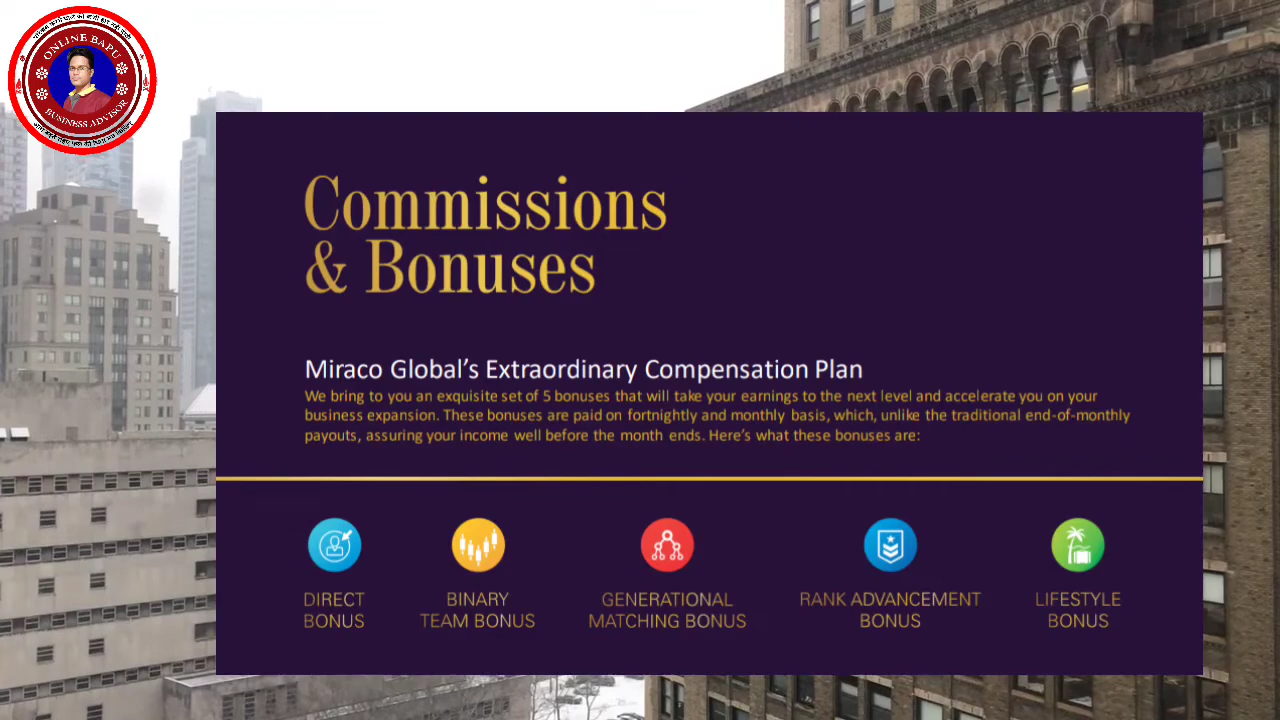 ONLINE BAPU
BUSINESS ADVISOR
Commissions
& Bonuses
Miraco Global's Extraordinary Compensation Plan
We bring to you an exquisite set of 5 bonuses that will take your earnings to the next level and accelerate you on your
business expansion. These bonuses are paid on fortnightly and monthly basis, which, unlike the traditional end-of-monthly
payouts, assuring your income well before the month ends. Here's what these bonuses are:
DIRECT
BONUS
BINARY
TEAM BONUS
GENERATIONAL
MATCHING BONUS
RANK ADVANCEMENT
BONUS
LIFESTYLE
BONUS